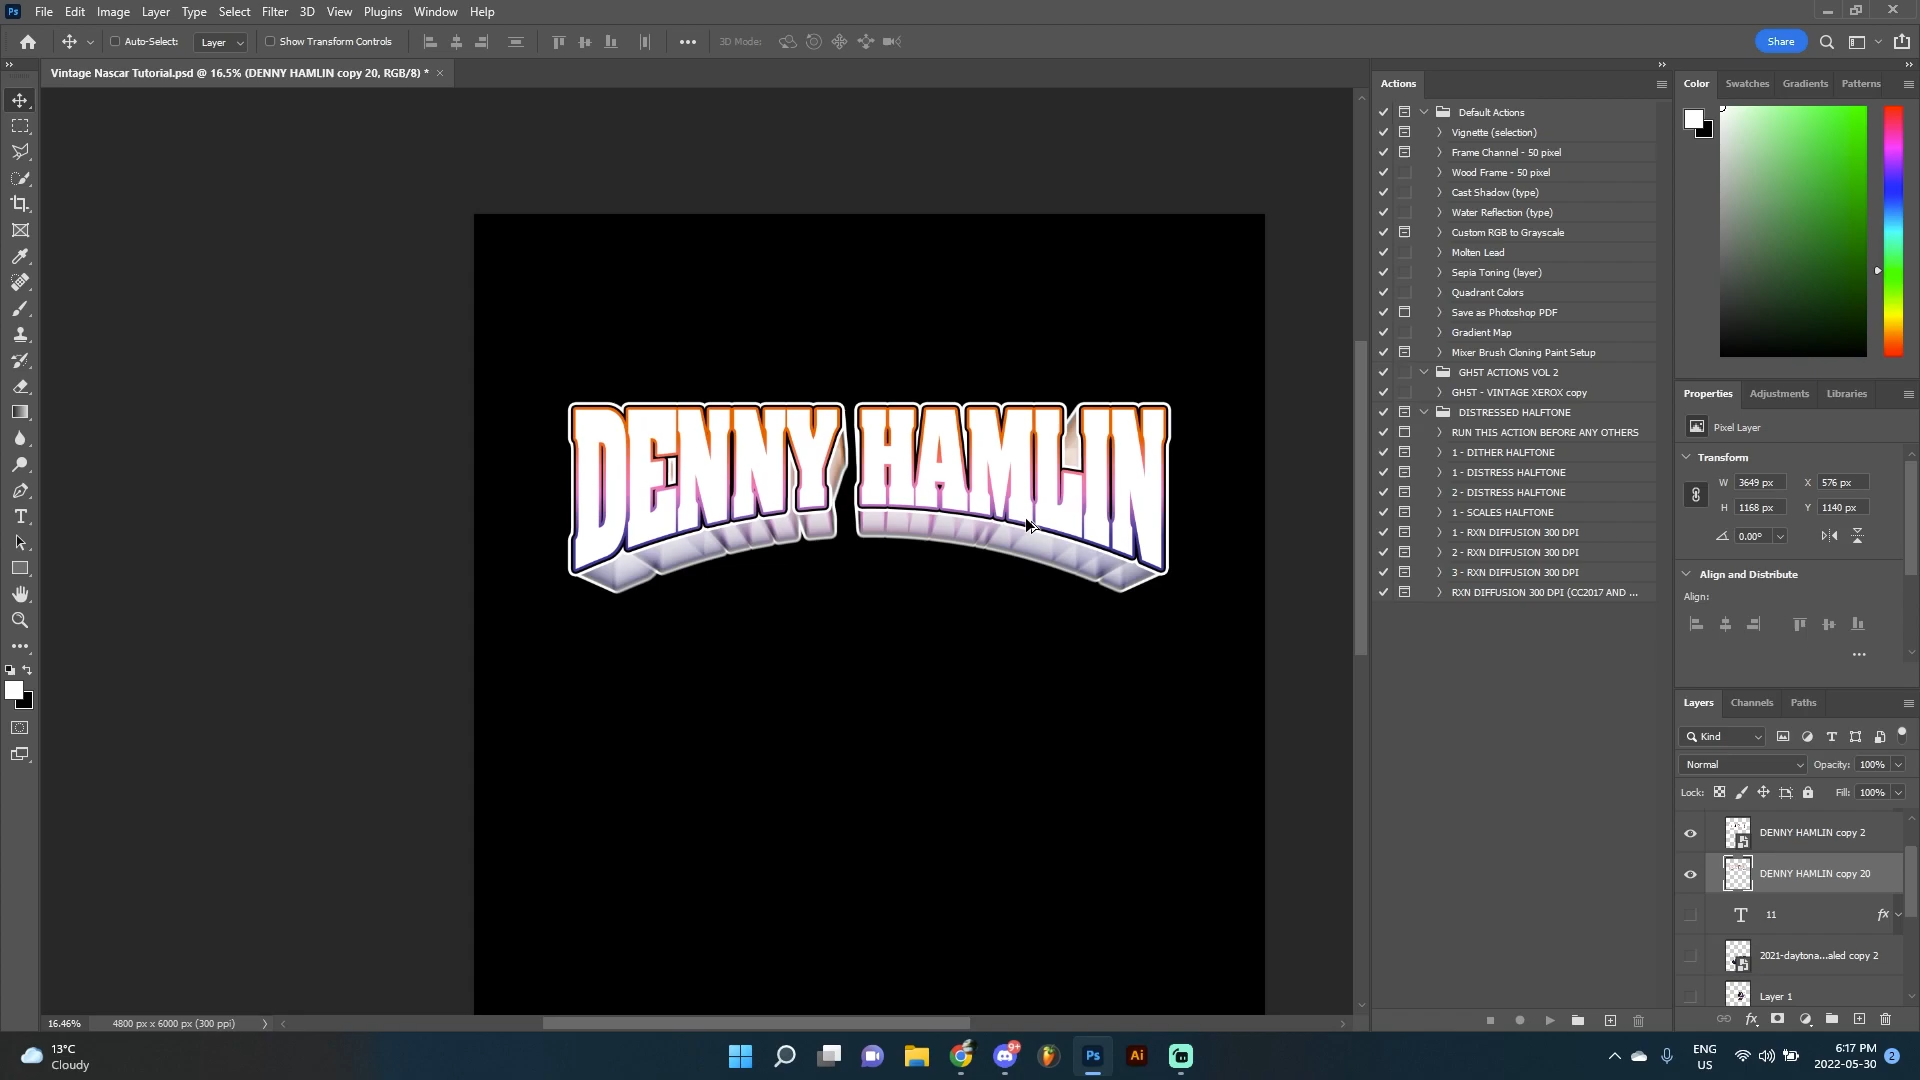 Ps File Edit Image Layer Type Select Filter 3D View Plugins Window Help
Auto-Select: Layer Show Transform Controls 3D Mode: Share
Vintage Nascar Tutorial.psd @ 16.5% (DENNY HAMLIN copy 20, RGB/8) *
Actions
Default Actions
Vignette (selection)
Frame Channel - 50 pixel
Wood Frame - 50 pixel
Cast Shadow (type)
Water Reflection (type)
Custom RGB to Grayscale
Molten Lead
Sepia Toning (layer)
Quadrant Colors
Save as Photoshop PDF
Gradient Map
Mixer Brush Cloning Paint Setup
GH5T ACTIONS VOL 2
GH5T - VINTAGE XEROX copy
DISTRESSED HALFTONE
RUN THIS ACTION BEFORE ANY OTHERS
1 - DITHER HALFTONE
1 - DISTRESS HALFTONE
2 - DISTRESS HALFTONE
1 - SCALES HALFTONE
1 - RXN DIFFUSION 300 DPI
2 - RXN DIFFUSION 300 DPI
3 - RXN DIFFUSION 300 DPI
RXN DIFFUSION 300 DPI (CC2017 AND ...
DENNY HAMLIN
Color Swatches Gradients Patterns
Properties Adjustments Libraries
Pixel Layer
Transform
W 3649 px X 576 px
H 1168 px Y 1140 px
0.00°
Align and Distribute
Align:
Layers Channels Paths
Kind
Normal Opacity: 100%
Lock: Fill: 100%
DENNY HAMLIN copy 2
DENNY HAMLIN copy 20
T 11 fx
2021-daytona...aled copy 2
Layer 1
fx
16.46% 4800 px x 6000 px (300 ppi)
13°C
Cloudy
9+
Ps
Ai
ENG
US
6:17 PM
2022-05-30
2